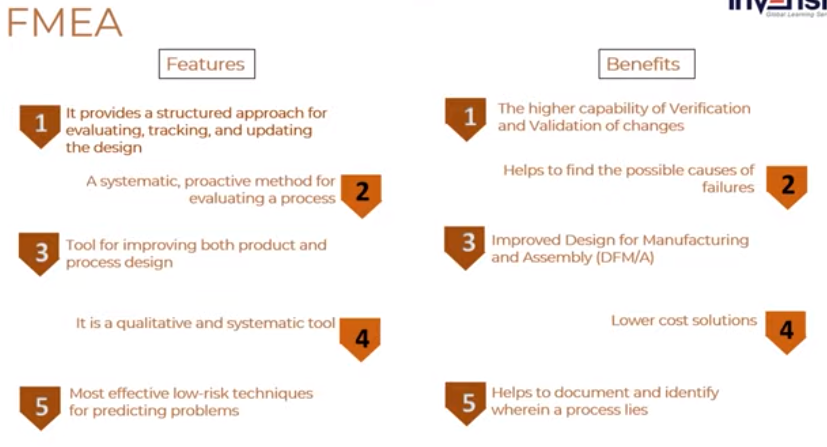 FMEA
Global Learning Ser
Features
1
It provides a structured approach for
evaluating, tracking, and updating
the design
A systematic, proactive method for
evaluating a process
2
3
Tool for improving both product and
process design
It is a qualitative and systematic tool
4
5
Most effective low-risk techniques
for predicting problems
Benefits
1
The higher capability of Verification
and Validation of changes
Helps to find the possible causes of
failures
2
3
Improved Design for Manufacturing
and Assembly (DFM/A)
Lower cost solutions
4
5
Helps to document and identify
wherein a process lies